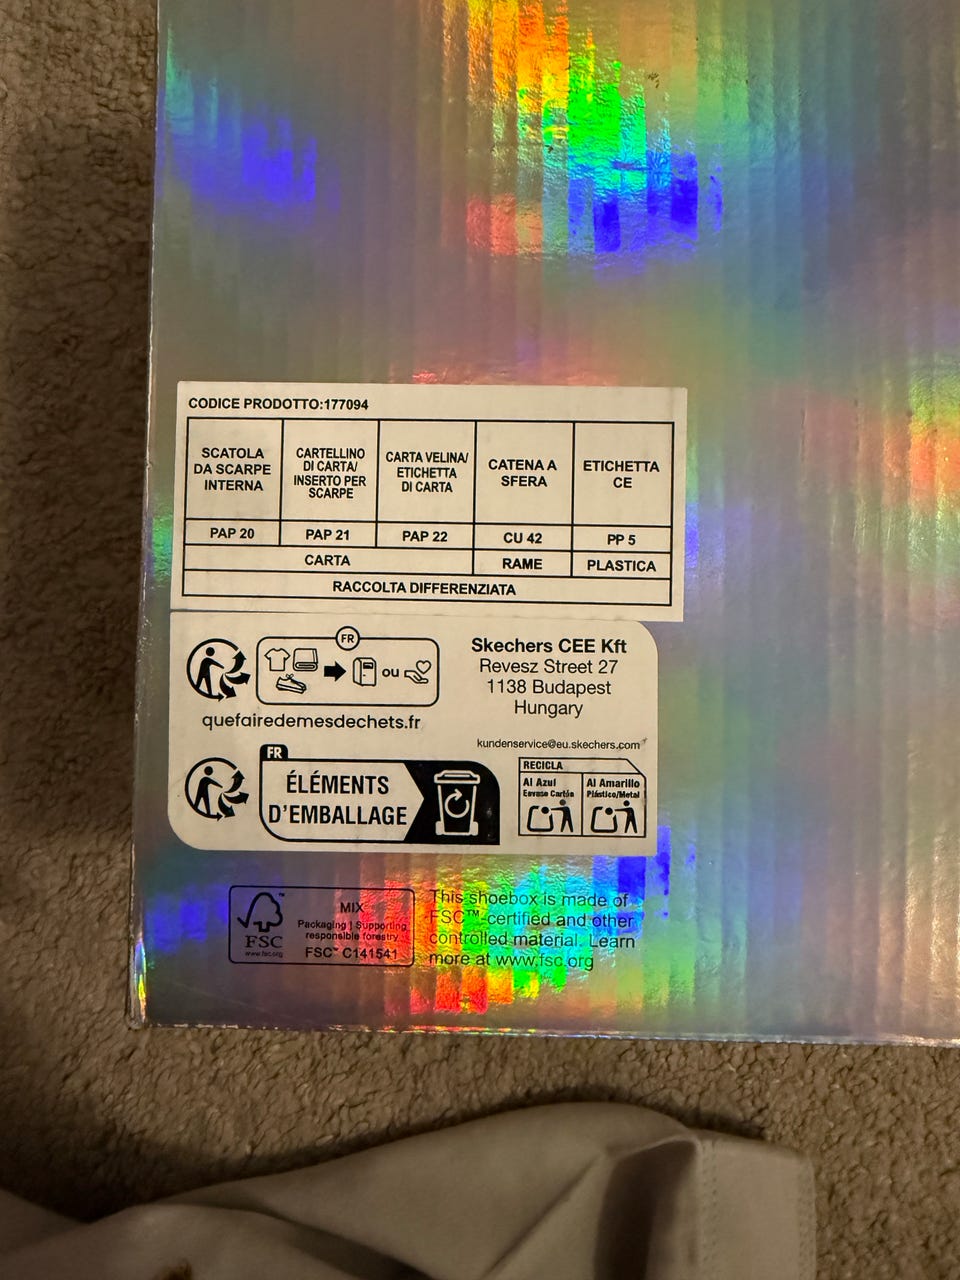 CODICE PRODOTTO:177094
SCATOLA
DA SCARPE
INTERNA
CARTELLINO
DI CARTA/
INSERTO PER
SCARPE
CARTA VELINA/
ETICHETTA
DI CARTA
CATENA A
SFERA
ETICHETTA
CE
PAP 20
PAP 21
PAP 22
CU 42
PP 5
CARTA
RAME
PLASTICA
RACCOLTA DIFFERENZIATA
FR
ou
quefairedemesdechets.fr
Skechers CEE Kft
Revesz Street 27
1138 Budapest
Hungary
kundenservice@eu.skechers.com
FR
ÉLÉMENTS
D'EMBALLAGE
RECICLA
Al Azul
Envase Cartón
Al Amarillo
Plástico/Metal
FSC™
www.fsc.org
MIX
Packaging | Supporting
responsible forestry
FSC™ C141541
This shoebox is made of
FSC™-certified and other
controlled material. Learn
more at www.fsc.org